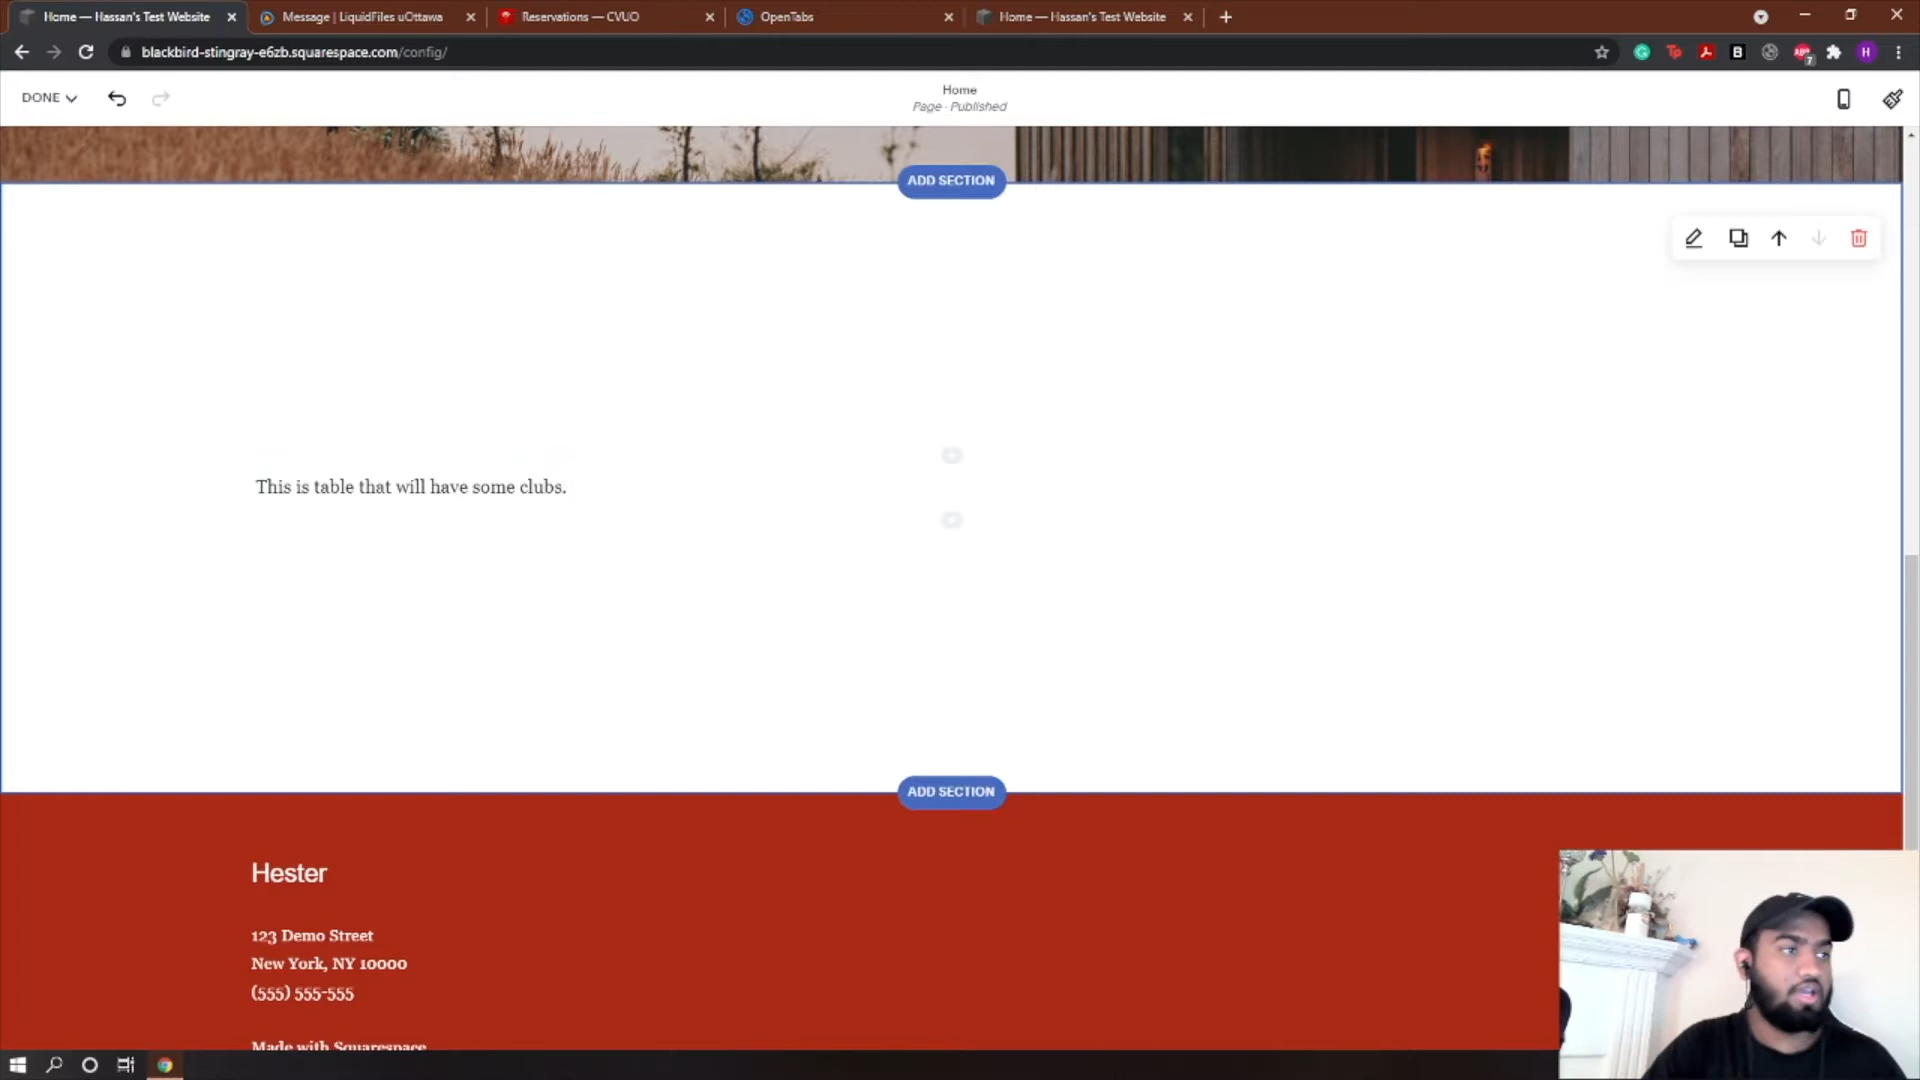 Home — Hassan's Test Website
Message | LiquidFiles uOttawa
Reservations — CVUO
OpenTabs
Home — Hassan's Test Website
blackbird-stingray-e6zb.squarespace.com/config/
H
7
DONE
Home
Page · Published
ADD SECTION
This is table that will have some clubs.
ADD SECTION
Hester
123 Demo Street
New York, NY 10000
(555) 555-555
Made with Squarespace